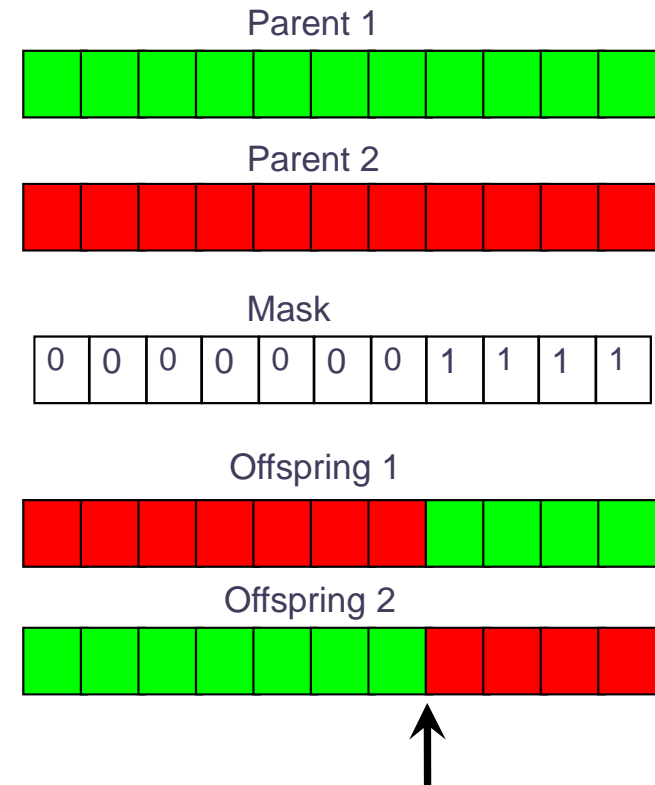 Parent 1
Parent 2
Mask
0 0 0 0 0 0 0 1 1 1 1
Offspring 1
Offspring 2